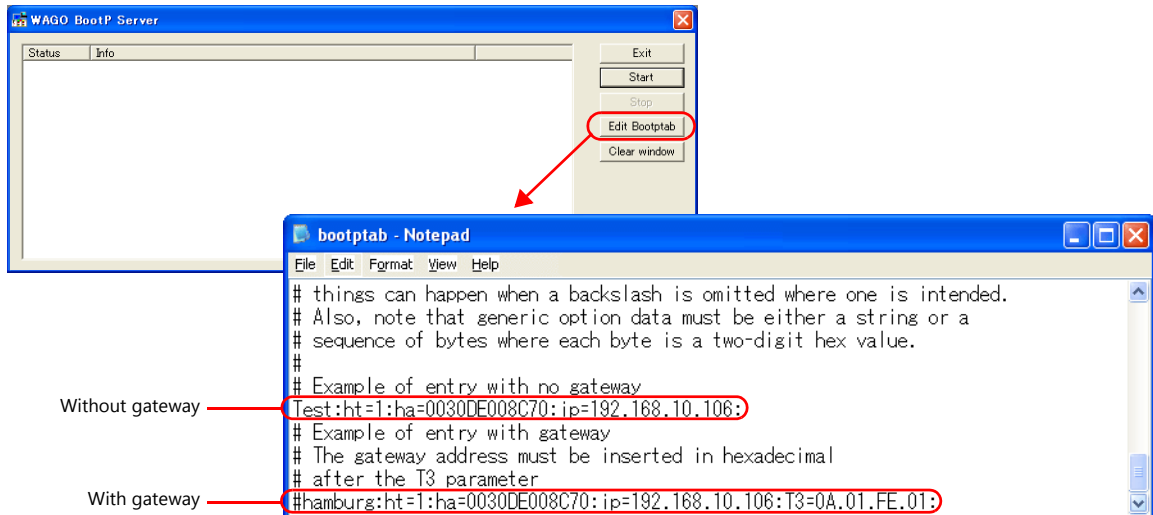 WAGO BootP Server
Status Info
Exit
Start
Stop
Edit Bootptab
Clear window
bootptab - Notepad
File Edit Format View Help
# things can happen when a backslash is omitted where one is intended.
# Also, note that generic option data must be either a string or a
# sequence of bytes where each byte is a two-digit hex value.
#
# Example of entry with no gateway
Without gateway
Test:ht=1:ha=0030DE008C70:ip=192.168.10.106:
# Example of entry with gateway
# The gateway address must be inserted in hexadecimal
# after the T3 parameter
With gateway
#hamburg:ht=1:ha=0030DE008C70:ip=192.168.10.106:T3=0A.01.FE.01: